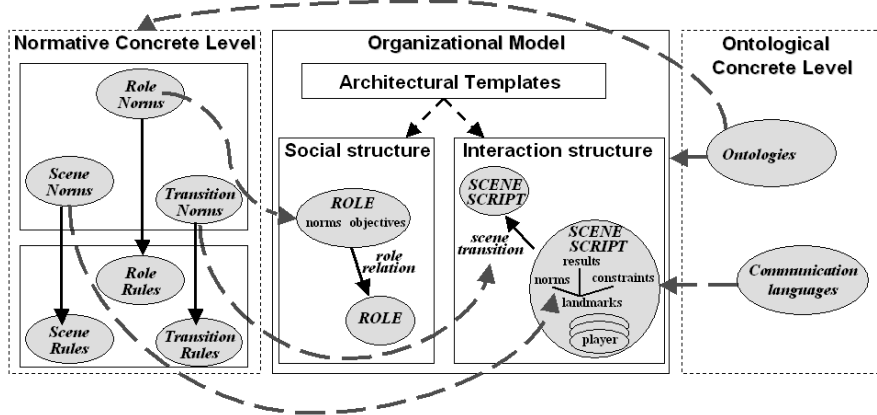 Normative Concrete Level
Role
Norms
Scene
Norms
Transition
Norms
Role
Rules
Scene
Rules
Transition
Rules
Organizational Model
Architectural Templates
Social structure
ROLE
norms objectives
role
relation
ROLE
Interaction structure
SCENE
SCRIPT
scene
transition
SCENE
SCRIPT
results
norms
constraints
landmarks
player
Ontological
Concrete Level
Ontologies
Communication
languages